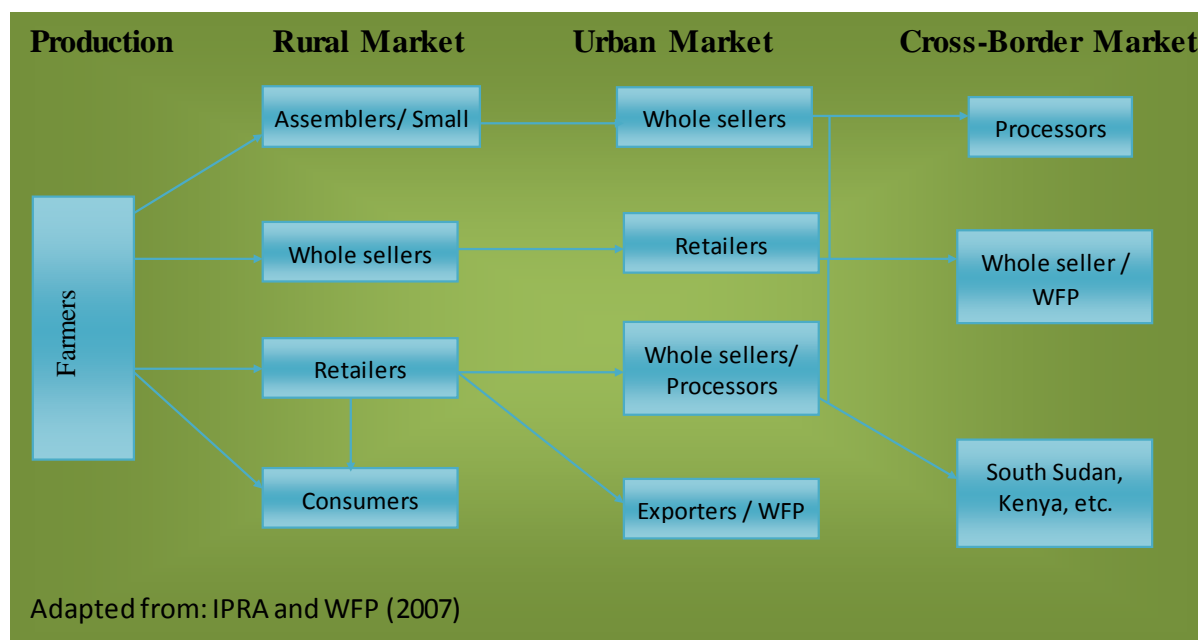 Production
Rural Market
Urban Market
Cross-Border Market
Farmers
Assemblers/ Small
Whole sellers
Retailers
Consumers
Whole sellers
Retailers
Whole sellers/
Processors
Exporters / WFP
Processors
Whole seller /
WFP
South Sudan,
Kenya, etc.
Adapted from: IPRA and WFP (2007)